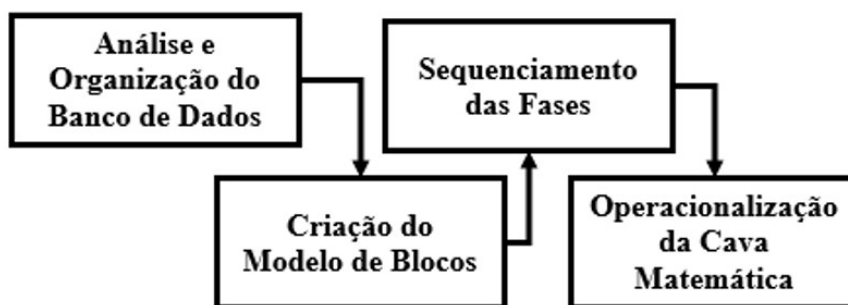 Análise e
Organização do
Banco de Dados
Criação do
Modelo de Blocos
Sequenciamento
das Fases
Operacionalização
da Cava
Matemática